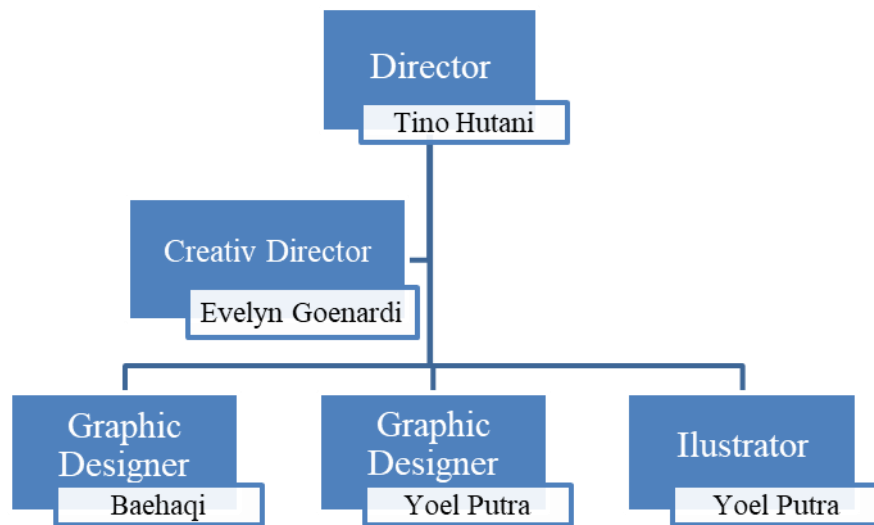 Director
Tino Hutani
Creativ Director
Evelyn Goenardi
Graphic
Designer
Baehaqi
Graphic
Designer
Yoel Putra
Ilustrator
Yoel Putra